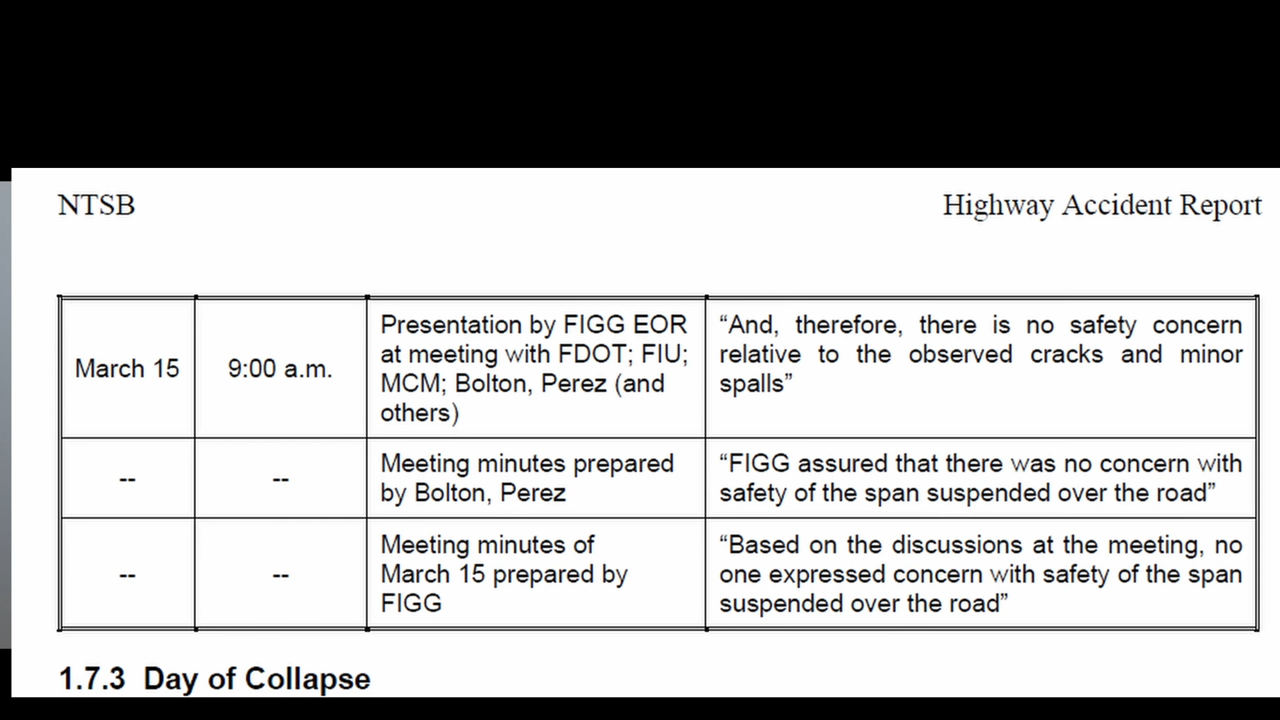 NTSB
Highway Accident Report
March 15
9:00 a.m.
Presentation by FIGG EOR
at meeting with FDOT; FIU;
MCM; Bolton, Perez (and
others)
“And, therefore, there is no safety concern
relative to the observed cracks and minor
spalls”
--
--
Meeting minutes prepared
by Bolton, Perez
“FIGG assured that there was no concern with
safety of the span suspended over the road”
--
--
Meeting minutes of
March 15 prepared by
FIGG
“Based on the discussions at the meeting, no
one expressed concern with safety of the span
suspended over the road”
1.7.3 Day of Collapse